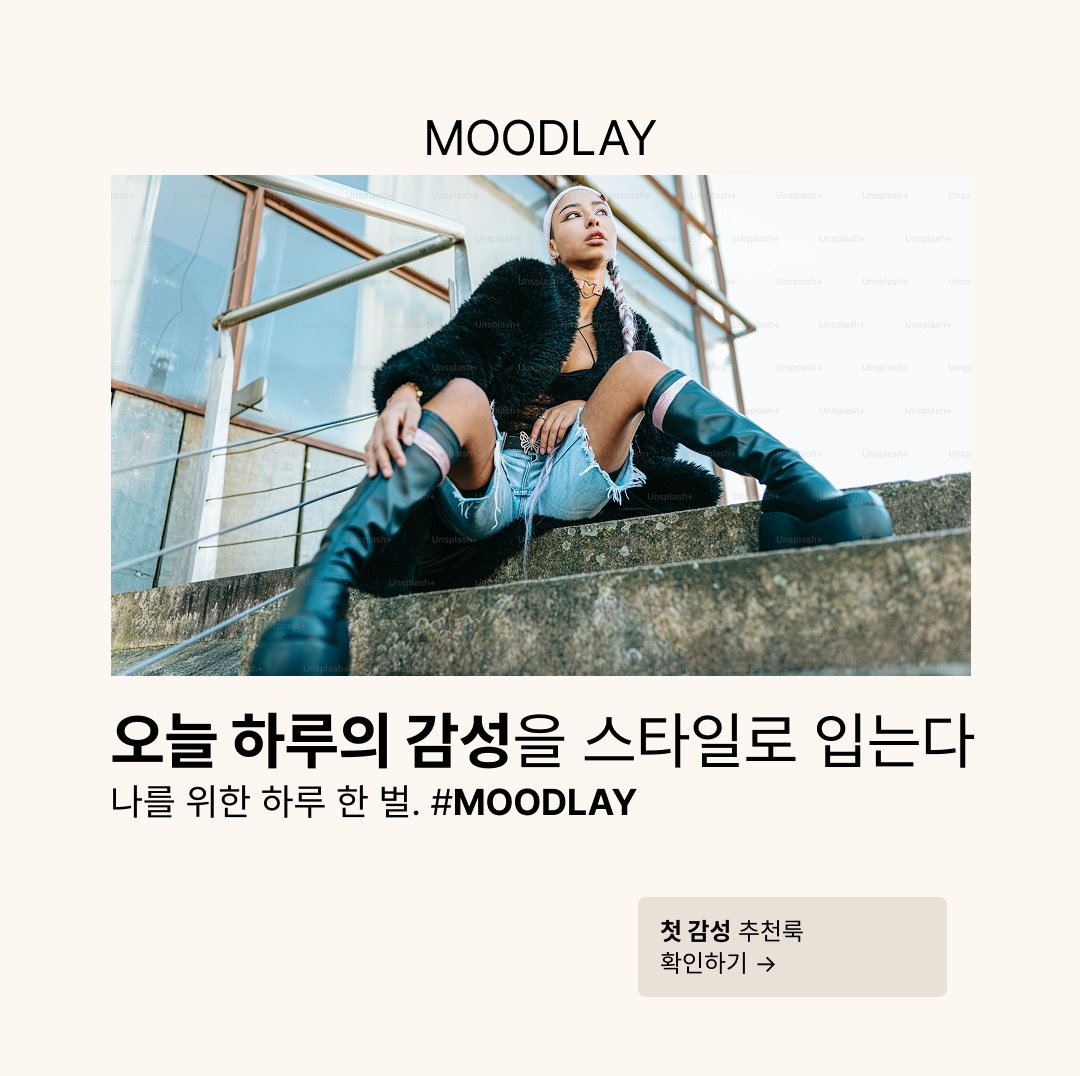 MOODLAY
오늘 하루의 감성을 스타일로 입는다
나를 위한 하루 한 벌. #MOODLAY
첫 감성 추천룩
확인하기 →
Unsplash+